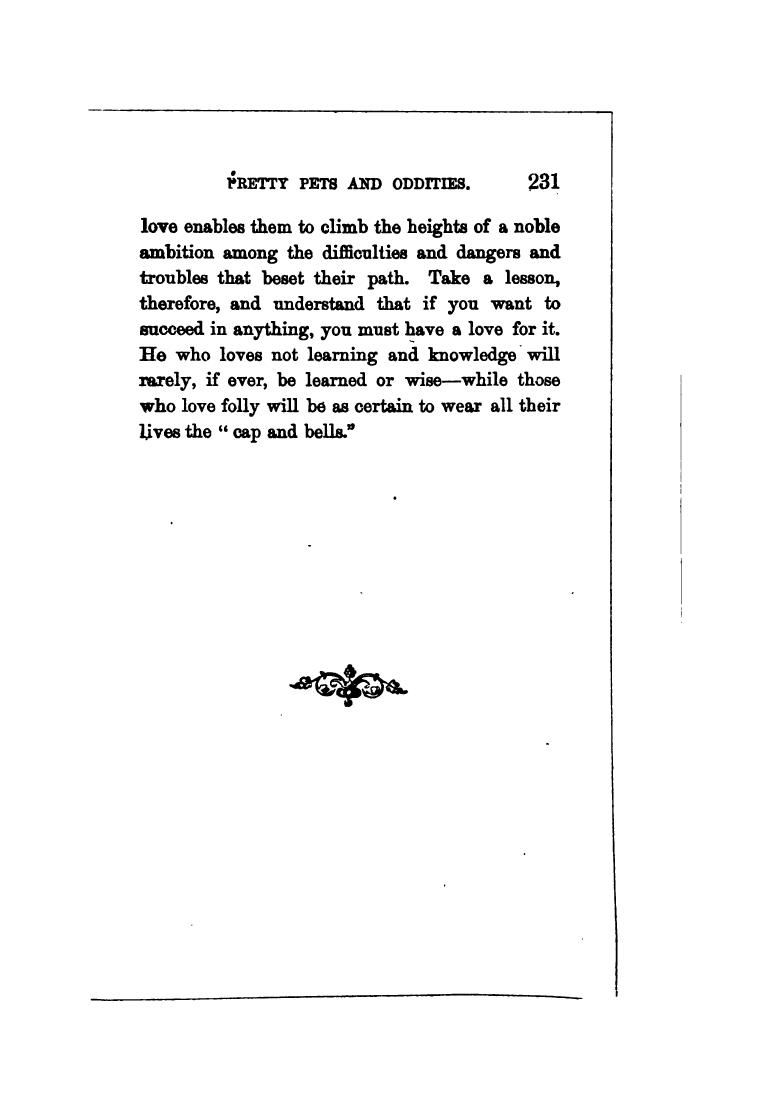 PRETTY PETS AND ODDITIES. 231
love enables them to climb the heights of a noble
ambition among the difficulties and dangers and
troubles that beset their path. Take a lesson,
therefore, and understand that if you want to
succeed in anything, you must have a love for it.
He who loves not learning and knowledge will
rarely, if ever, be learned or wise—while those
who love folly will be as certain to wear all their
lives the “ cap and bells.”